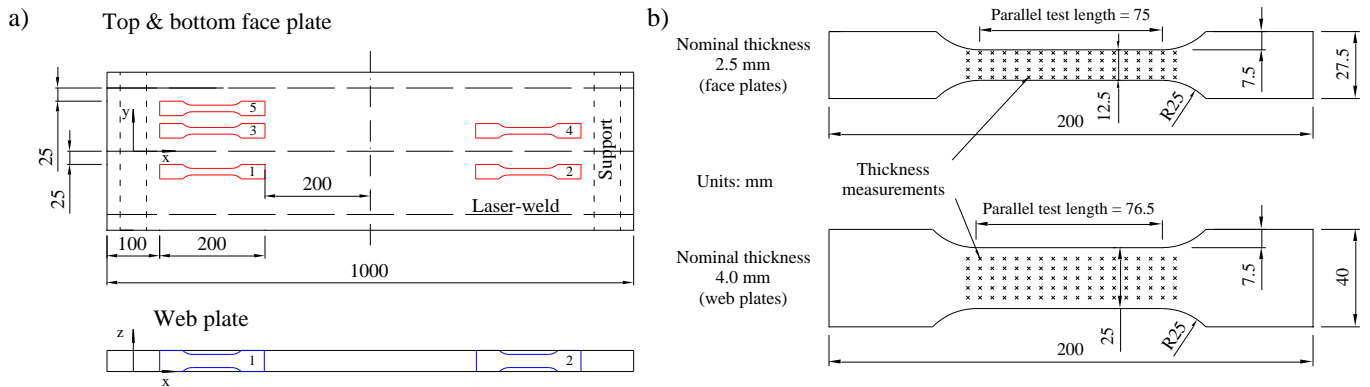 a)
Top & bottom face plate
y
x
5
3
1
4
2
25
25
200
Support
Laser-weld
100
200
1000
Web plate
z
x
1
2
b)
Nominal thickness
2.5 mm
(face plates)
Parallel test length = 75
12.5
R25
7.5
27.5
200
Thickness
measurements
Units: mm
Nominal thickness
4.0 mm
(web plates)
Parallel test length = 76.5
25
R25
7.5
40
200